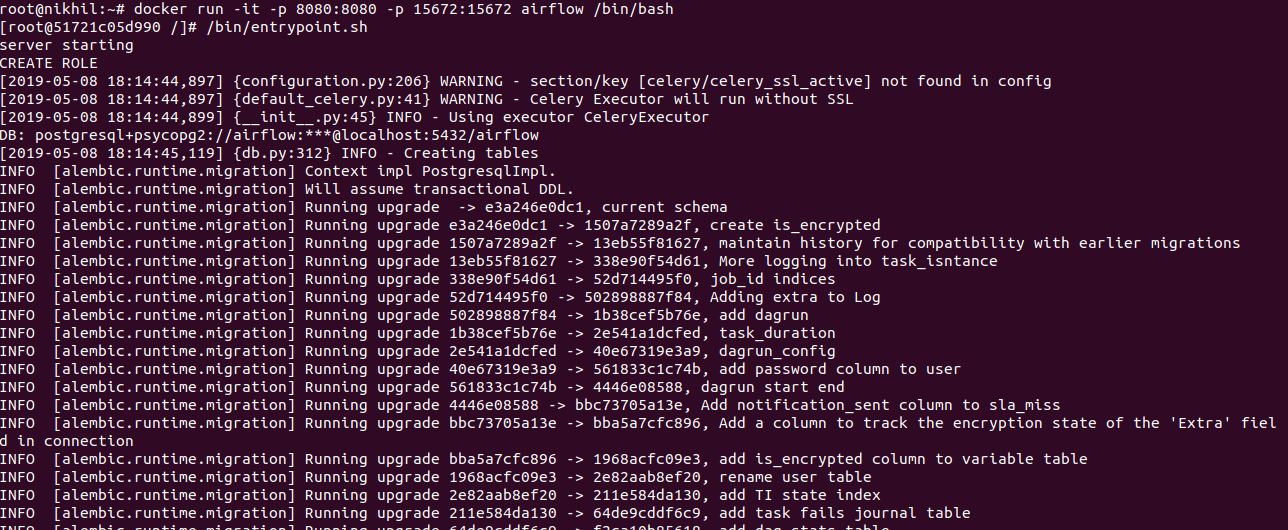 root@nikhil:~# docker run -it -p 8080:8080 -p 15672:15672 airflow /bin/bash
[root@51721c05d990 /]# /bin/entrypoint.sh
server starting
CREATE ROLE
[2019-05-08 18:14:44,897] {configuration.py:206} WARNING - section/key [celery/celery_ssl_active] not found in config
[2019-05-08 18:14:44,897] {default_celery.py:41} WARNING - Celery Executor will run without SSL
[2019-05-08 18:14:44,899] {__init__.py:45} INFO - Using executor CeleryExecutor
DB: postgresql+psycopg2://airflow:***@localhost:5432/airflow
[2019-05-08 18:14:45,119] {db.py:312} INFO - Creating tables
INFO  [alembic.runtime.migration] Context impl PostgresqlImpl.
INFO  [alembic.runtime.migration] Will assume transactional DDL.
INFO  [alembic.runtime.migration] Running upgrade  -> e3a246e0dc1, current schema
INFO  [alembic.runtime.migration] Running upgrade e3a246e0dc1 -> 1507a7289a2f, create is_encrypted
INFO  [alembic.runtime.migration] Running upgrade 1507a7289a2f -> 13eb55f81627, maintain history for compatibility with earlier migrations
INFO  [alembic.runtime.migration] Running upgrade 13eb55f81627 -> 338e90f54d61, More logging into task_isntance
INFO  [alembic.runtime.migration] Running upgrade 338e90f54d61 -> 52d714495f0, job_id indices
INFO  [alembic.runtime.migration] Running upgrade 52d714495f0 -> 502898887f84, Adding extra to Log
INFO  [alembic.runtime.migration] Running upgrade 502898887f84 -> 1b38cef5b76e, add dagrun
INFO  [alembic.runtime.migration] Running upgrade 1b38cef5b76e -> 2e541a1dcfed, task_duration
INFO  [alembic.runtime.migration] Running upgrade 2e541a1dcfed -> 40e67319e3a9, dagrun_config
INFO  [alembic.runtime.migration] Running upgrade 40e67319e3a9 -> 561833c1c74b, add password column to user
INFO  [alembic.runtime.migration] Running upgrade 561833c1c74b -> 4446e08588, dagrun start end
INFO  [alembic.runtime.migration] Running upgrade 4446e08588 -> bbc73705a13e, Add notification_sent column to sla_miss
INFO  [alembic.runtime.migration] Running upgrade bbc73705a13e -> bba5a7cfc896, Add a column to track the encryption state of the 'Extra' fiel
d in connection
INFO  [alembic.runtime.migration] Running upgrade bba5a7cfc896 -> 1968acfc09e3, add is_encrypted column to variable table
INFO  [alembic.runtime.migration] Running upgrade 1968acfc09e3 -> 2e82aab8ef20, rename user table
INFO  [alembic.runtime.migration] Running upgrade 2e82aab8ef20 -> 211e584da130, add TI state index
INFO  [alembic.runtime.migration] Running upgrade 211e584da130 -> 64de9cddf6c9, add task fails journal table
INFO  [alembic.runtime.migration] Running upgrade 64de9cddf6c9 -> f2ca10b85618, add dag_stats table